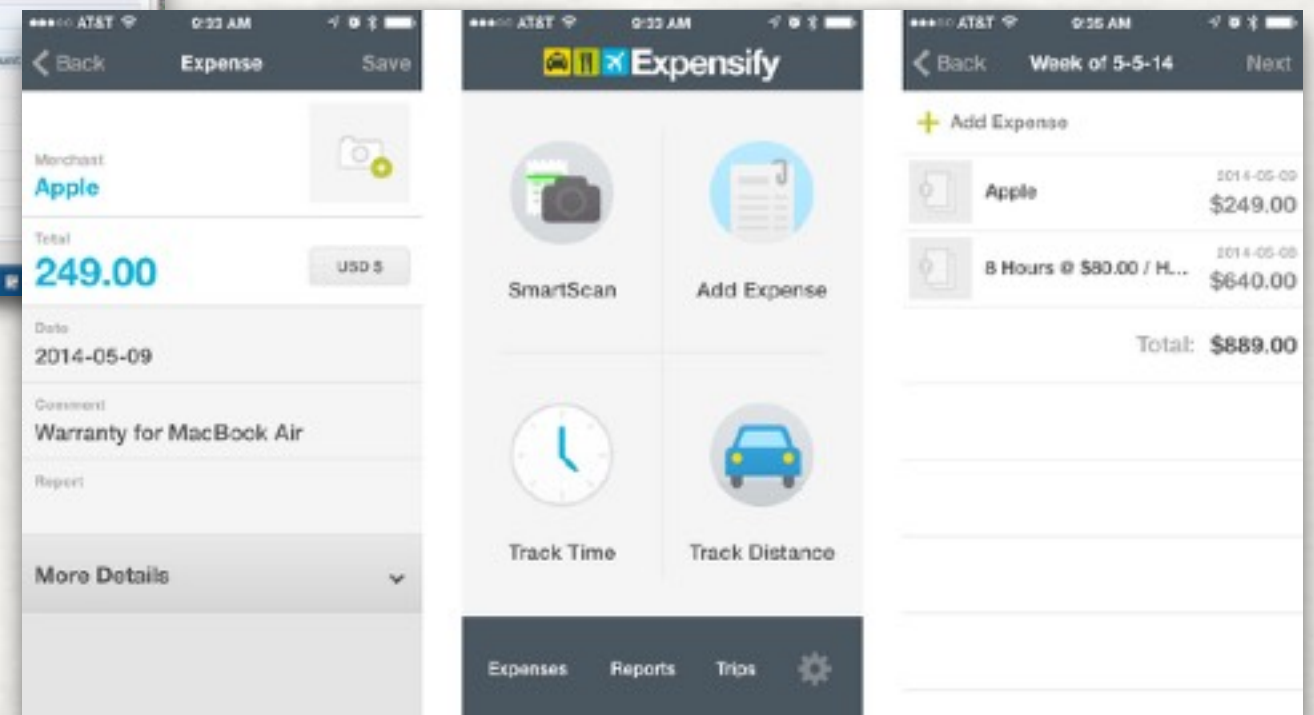 AT&T 9:33 AM
Back Expense Save
Merchant
Apple
Total
249.00 USD $
Date
2014-05-09
Comment
Warranty for MacBook Air
Report
More Details
AT&T 9:33 AM
Expensify
SmartScan Add Expense
Track Time Track Distance
Expenses Reports Trips
AT&T 9:35 AM
Back Week of 5-5-14 Next
+ Add Expense
2014-05-09
Apple $249.00
2014-05-08
8 Hours @ $80.00 / H... $640.00
Total: $889.00